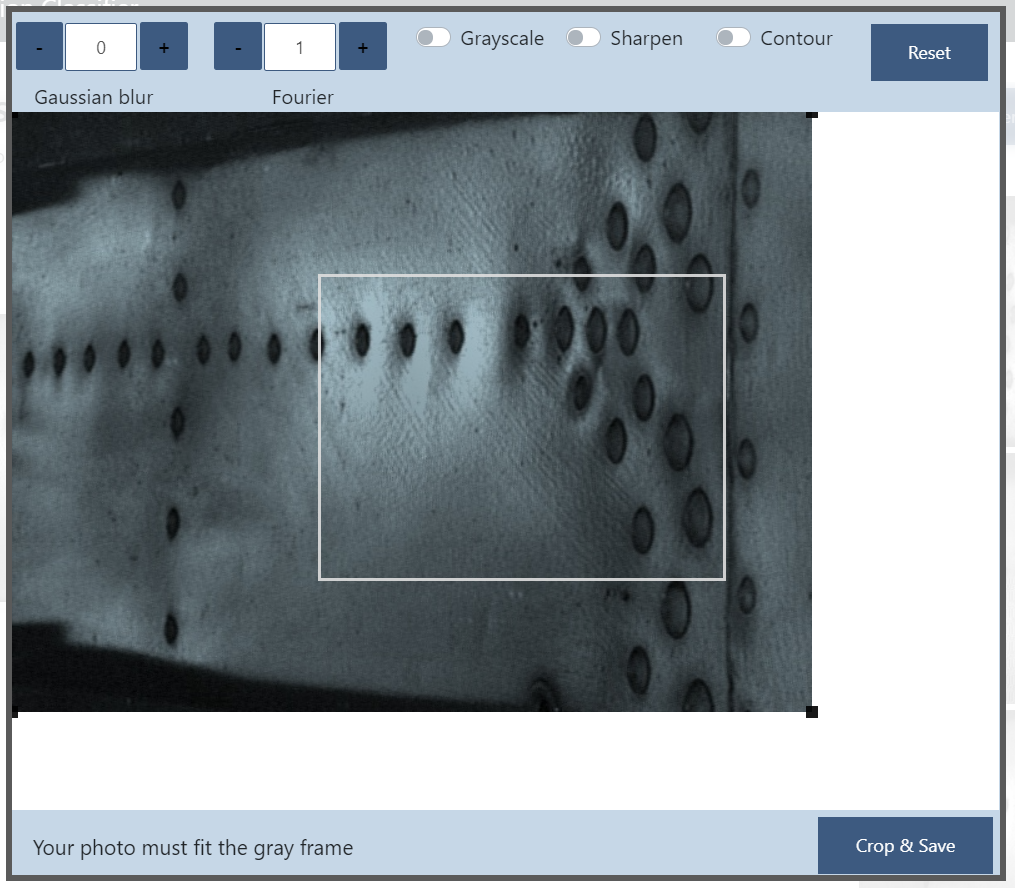 - 0 + - 1 + Grayscale Sharpen Contour Reset
Gaussian blur Fourier
Your photo must fit the gray frame Crop & Save